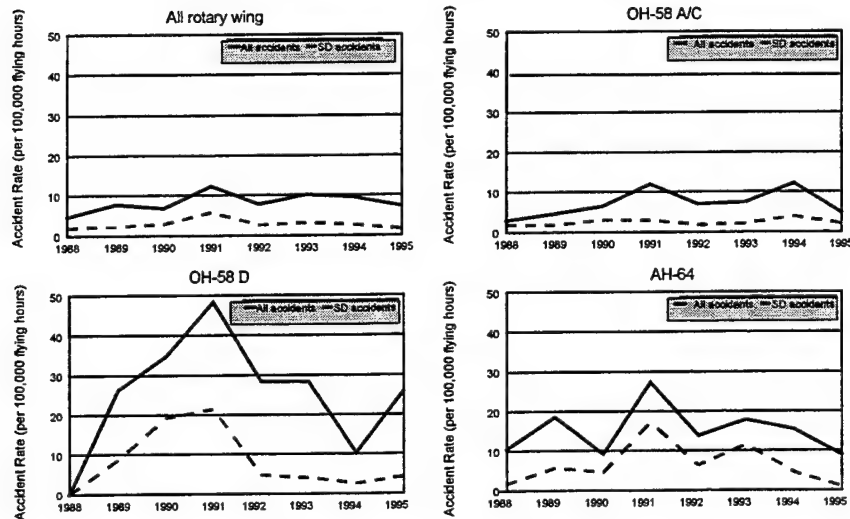 All rotary wing
All accidents SD accidents
Accident Rate (per 100,000 flying hours)
50
40
30
20
10
0
1988 1989 1990 1991 1992 1993 1994 1995
OH-58 A/C
All accidents SD accidents
Accident Rate (per 100,000 flying hours)
50
40
30
20
10
0
1988 1989 1990 1991 1992 1993 1994 1995
OH-58 D
All accidents SD accidents
Accident Rate (per 100,000 flying hours)
50
40
30
20
10
0
1988 1989 1990 1991 1992 1993 1994 1995
AH-64
All accidents SD accidents
Accident Rate (per 100,000 flying hours)
50
40
30
20
10
0
1988 1989 1990 1991 1992 1993 1994 1995